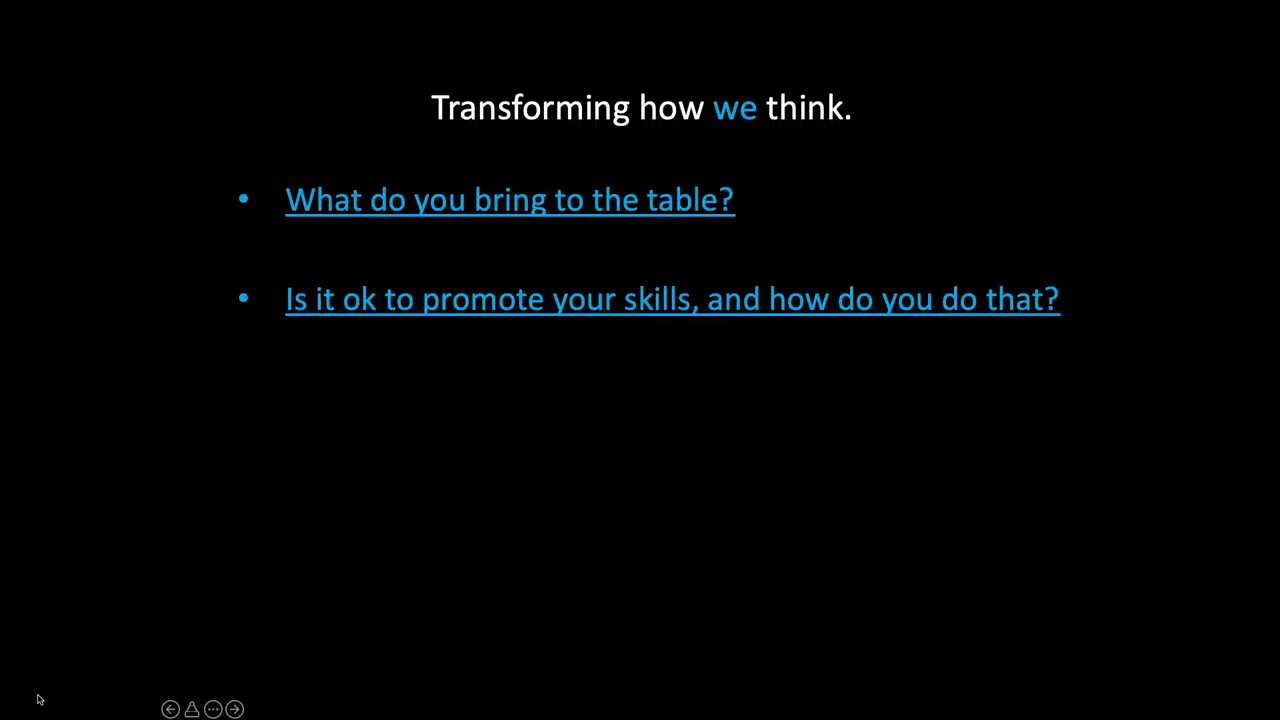 Transforming how we think.
• What do you bring to the table?
• Is it ok to promote your skills, and how do you do that?